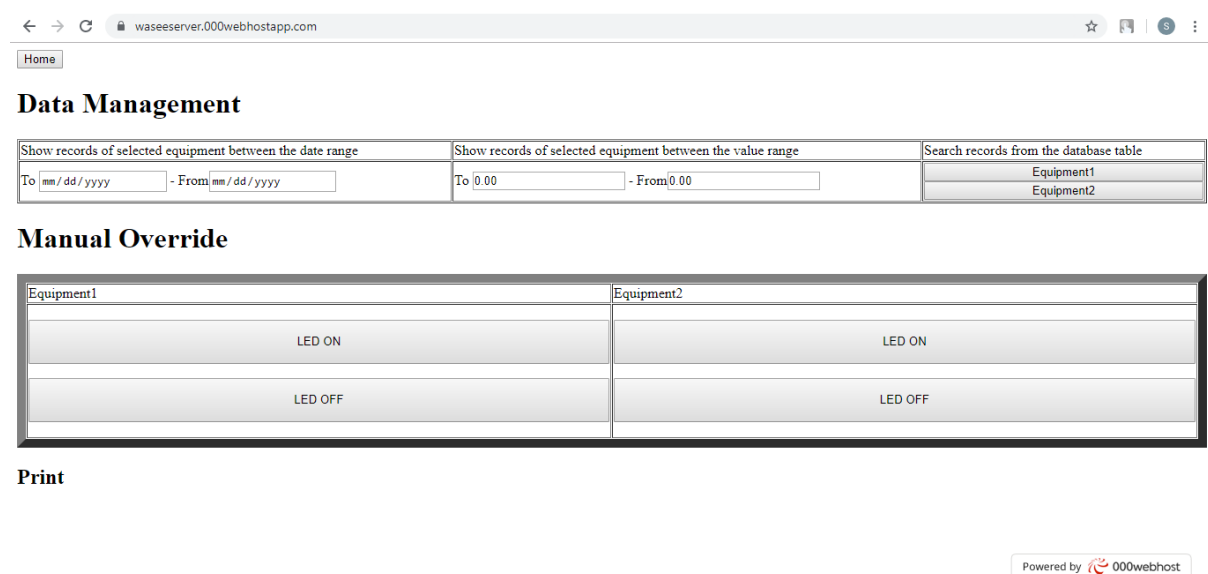 waseeserver.000webhostapp.com
S
Home
Data Management
Show records of selected equipment between the date range Show records of selected equipment between the value range Search records from the database table
To mm/dd/yyyy - From mm/dd/yyyy To 0.00 - From 0.00 Equipment1
Equipment2
Manual Override
Equipment1 Equipment2
LED ON LED ON
LED OFF LED OFF
Print
Powered by 000webhost